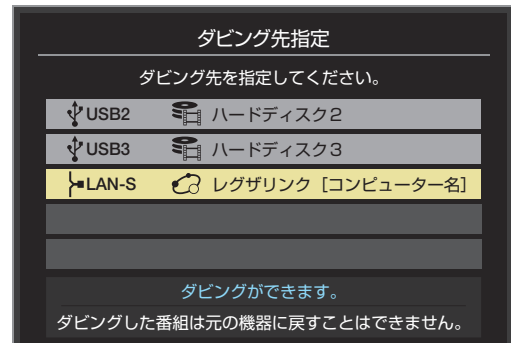 ダビング先指定
ダビング先を指定してください。
USB2 ハードディスク2
USB3 ハードディスク3
LAN-S レグザリンク［コンピューター名］
ダビングができます。
ダビングした番組は元の機器に戻すことはできません。